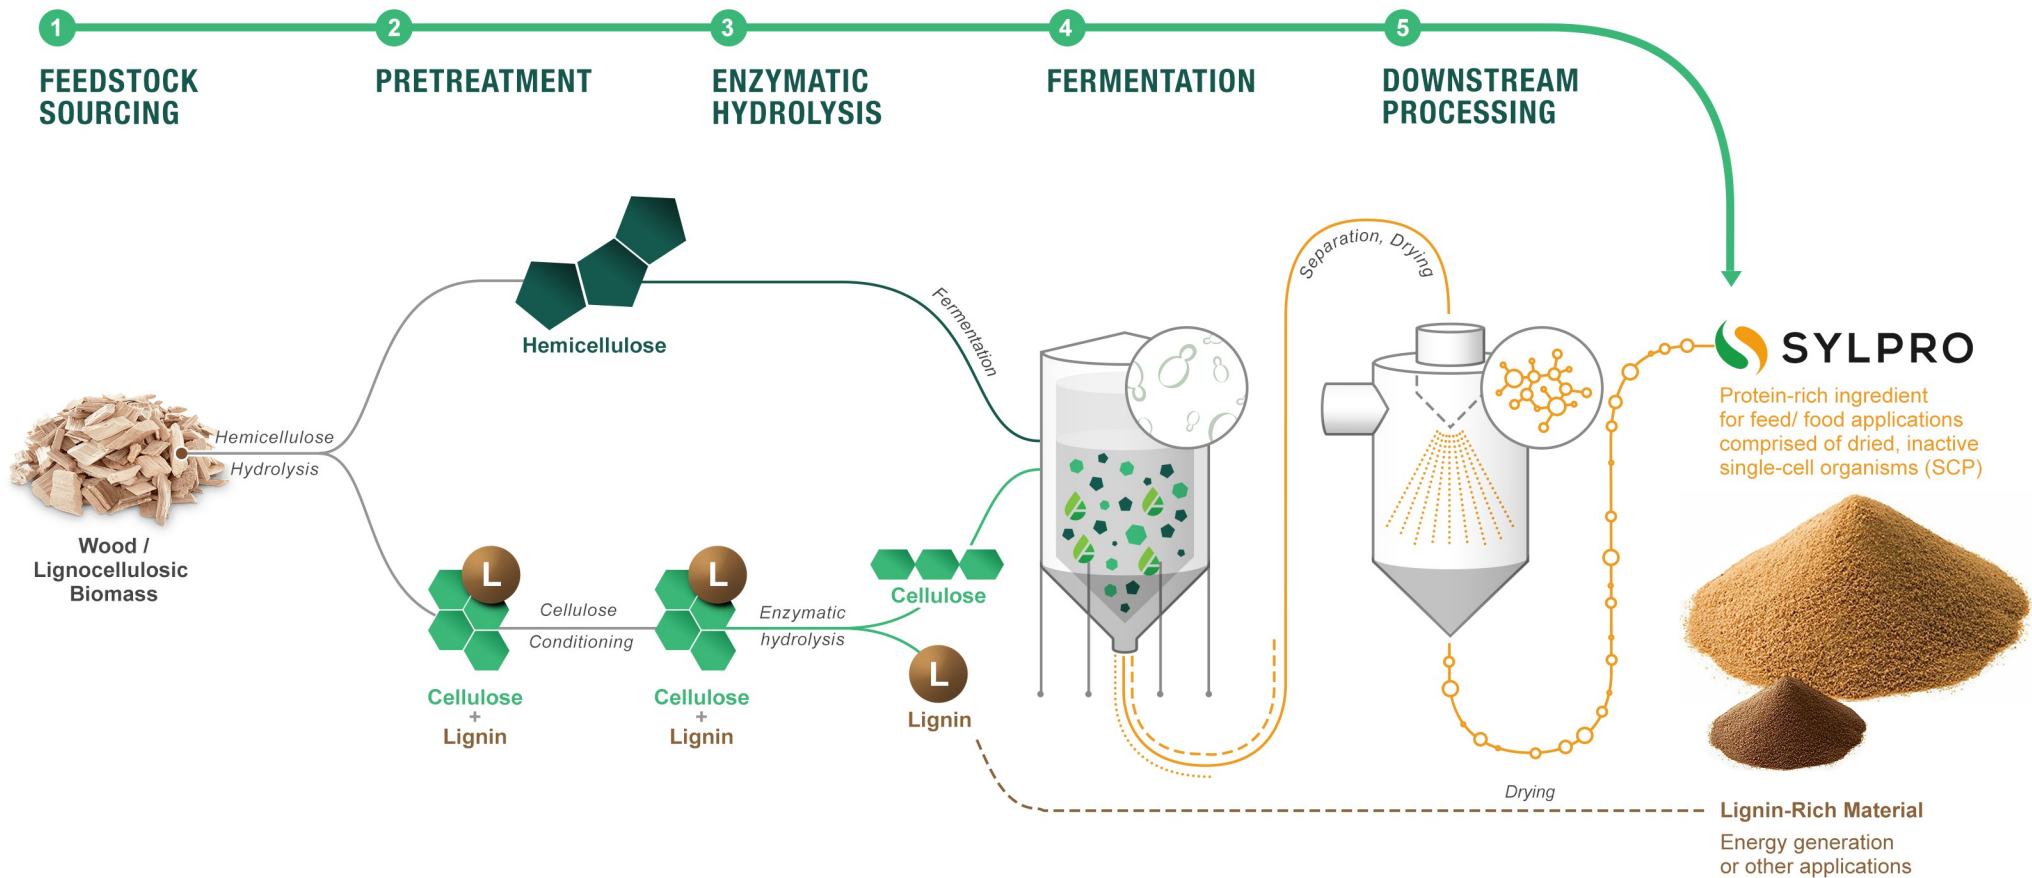 1
2
3
4
5
FEEDSTOCK
SOURCING
PRETREATMENT
ENZYMATIC
HYDROLYSIS
FERMENTATION
DOWNSTREAM
PROCESSING
Hemicellulose
Fermentation
Separation, Drying
SYLPRO
Protein-rich ingredient
for feed/ food applications
comprised of dried, inactive
single-cell organisms (SCP)
Hemicellulose
Hydrolysis
Wood /
Lignocellulosic
Biomass
L
Cellulose
+
Lignin
Cellulose
Conditioning
L
Cellulose
+
Lignin
Enzymatic
hydrolysis
Cellulose
L
Lignin
Drying
Lignin-Rich Material
Energy generation
or other applications